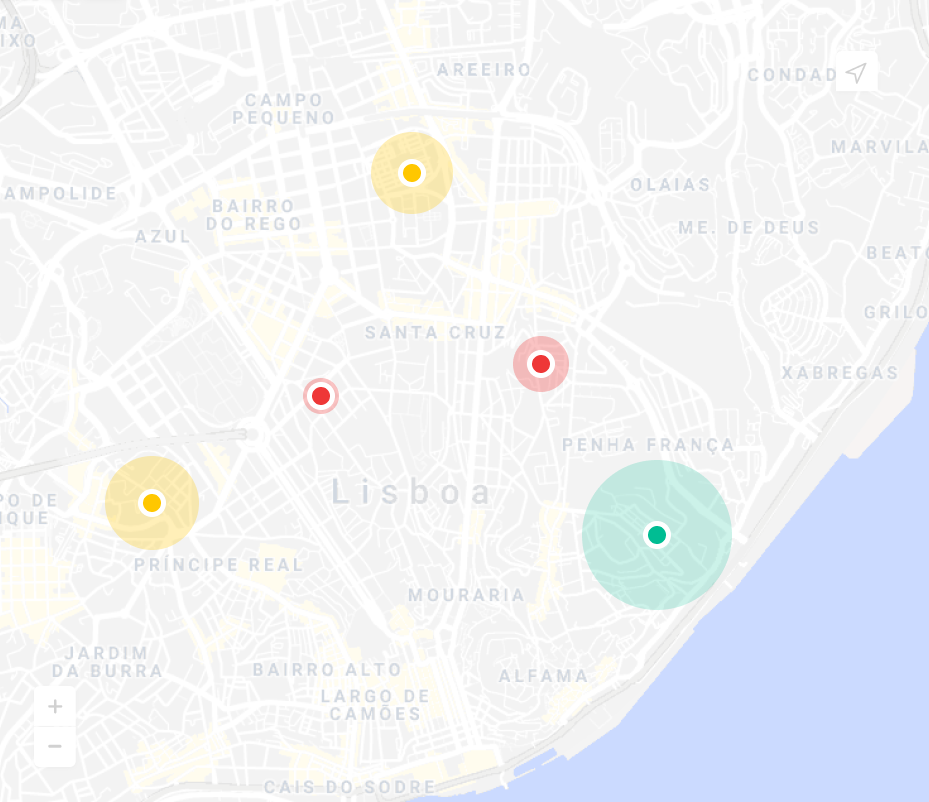 MA
IXO
AREEIRO
CONDAD
CAMPO
PEQUENO
MARVILA
AMPOLIDE
OLAIAS
BAIRRO
DO REGO
AZUL
ME. DE DEUS
BEATO
GRILO
SANTA CRUZ
XABREGAS
PENHA FRANÇA
Lisboa
PO DE
IQUE
PRÍNCIPE REAL
MOURARIA
JARDIM
DA BURRA
BAIRRO ALTO
ALFAMA
LARGO DE
CAMÕES
+
−
CAIS DO SODRE